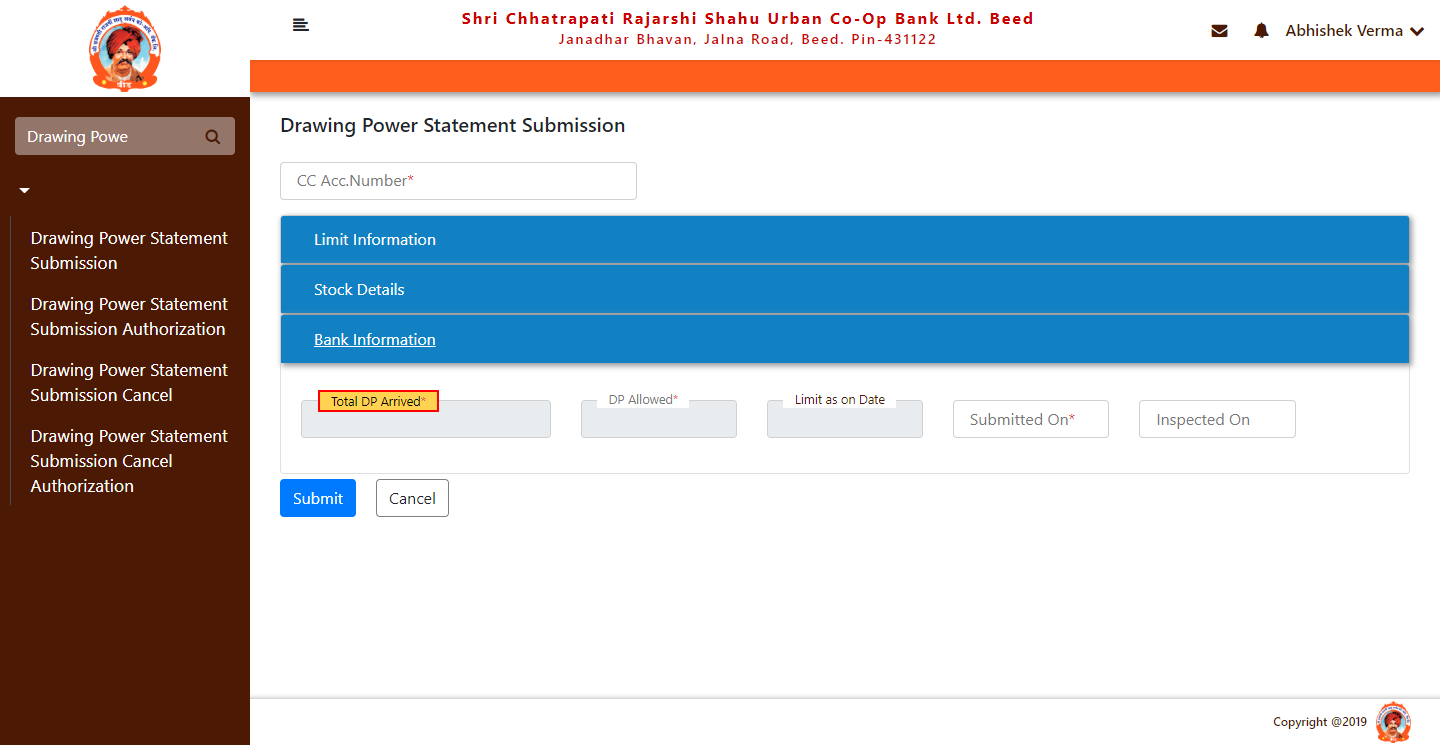 Shri Chhatrapati Rajarshi Shahu Urban Co-Op Bank Ltd. Beed
Janadhar Bhavan, Jalna Road, Beed. Pin-431122
Abhishek Verma
बीड
Drawing Powe
Drawing Power Statement
Submission
Drawing Power Statement
Submission Authorization
Drawing Power Statement
Submission Cancel
Drawing Power Statement
Submission Cancel
Authorization
Drawing Power Statement Submission
CC Acc.Number*
Limit Information
Stock Details
Bank Information
Total DP Arrived*
DP Allowed*
Limit as on Date
Submitted On*
Inspected On
Submit
Cancel
Copyright @2019